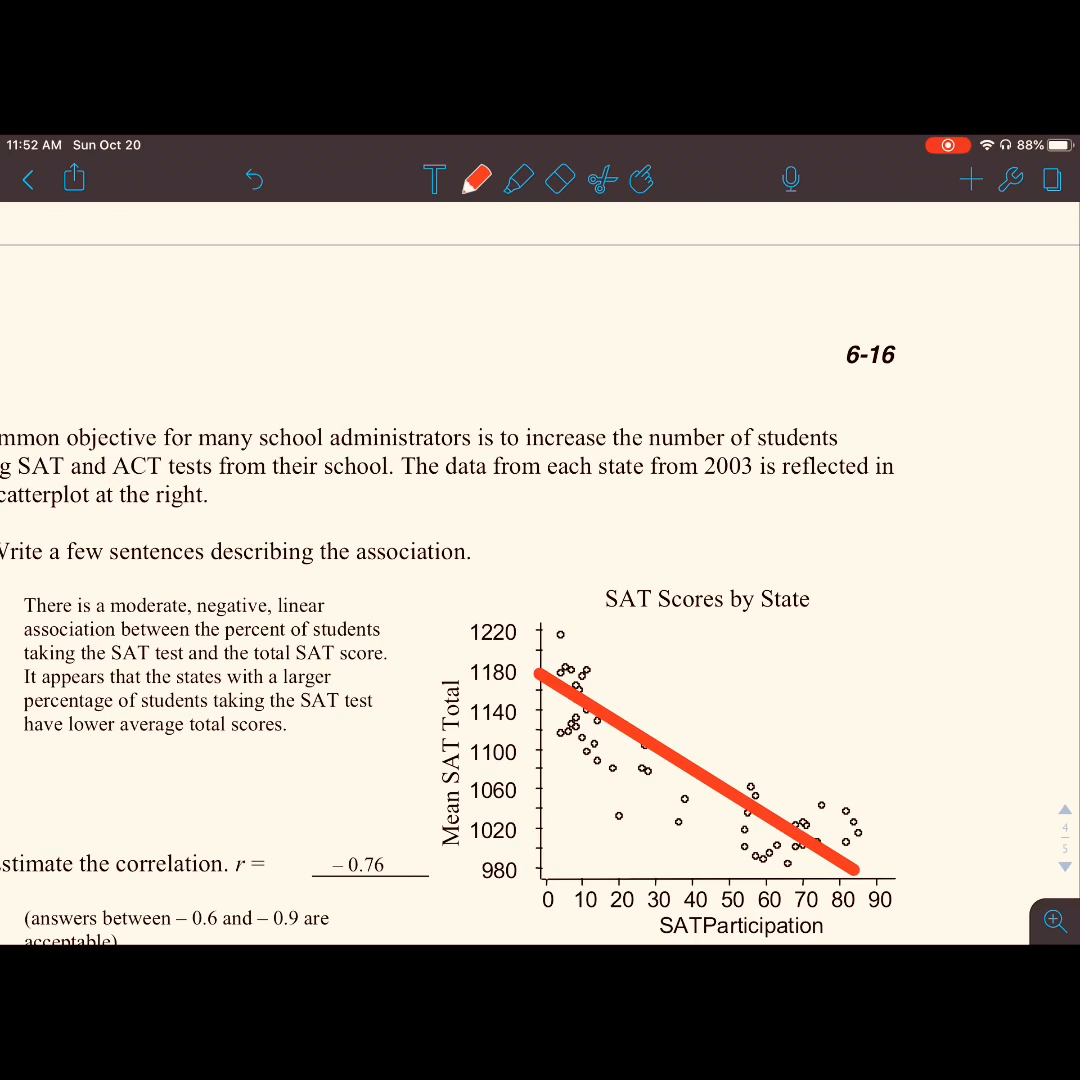 11:52 AM Sun Oct 20
88%
T
6-16
mmon objective for many school administrators is to increase the number of students
g SAT and ACT tests from their school. The data from each state from 2003 is reflected in
catterplot at the right.
Write a few sentences describing the association.
There is a moderate, negative, linear
association between the percent of students
taking the SAT test and the total SAT score.
It appears that the states with a larger
percentage of students taking the SAT test
have lower average total scores.
SAT Scores by State
Mean SAT Total
1220
1180
1140
1100
1060
1020
980
0 10 20 30 40 50 60 70 80 90
SATParticipation
stimate the correlation. r = – 0.76
(answers between – 0.6 and – 0.9 are
acceptable)
4
5